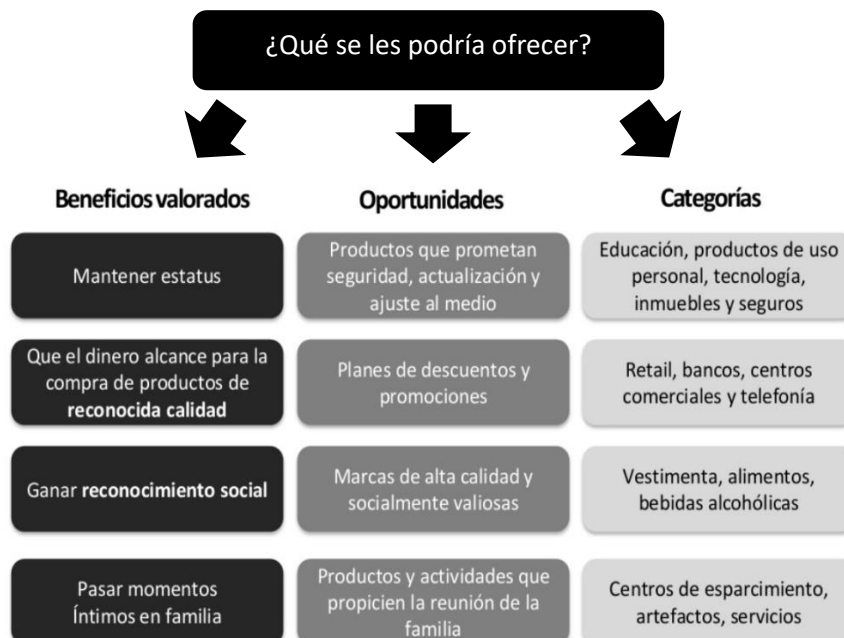 ¿Qué se les podría ofrecer?
Beneficios valorados
Oportunidades
Categorías
Mantener estatus
Productos que prometan
seguridad, actualización y
ajuste al medio
Educación, productos de uso
personal, tecnología,
inmuebles y seguros
Que el dinero alcance para la
compra de productos de
reconocida calidad
Planes de descuentos y
promociones
Retail, bancos, centros
comerciales y telefonía
Ganar reconocimiento social
Marcas de alta calidad y
socialmente valiosas
Vestimenta, alimentos,
bebidas alcohólicas
Pasar momentos
Íntimos en familia
Productos y actividades que
propicien la reunión de la
familia
Centros de esparcimiento,
artefactos, servicios